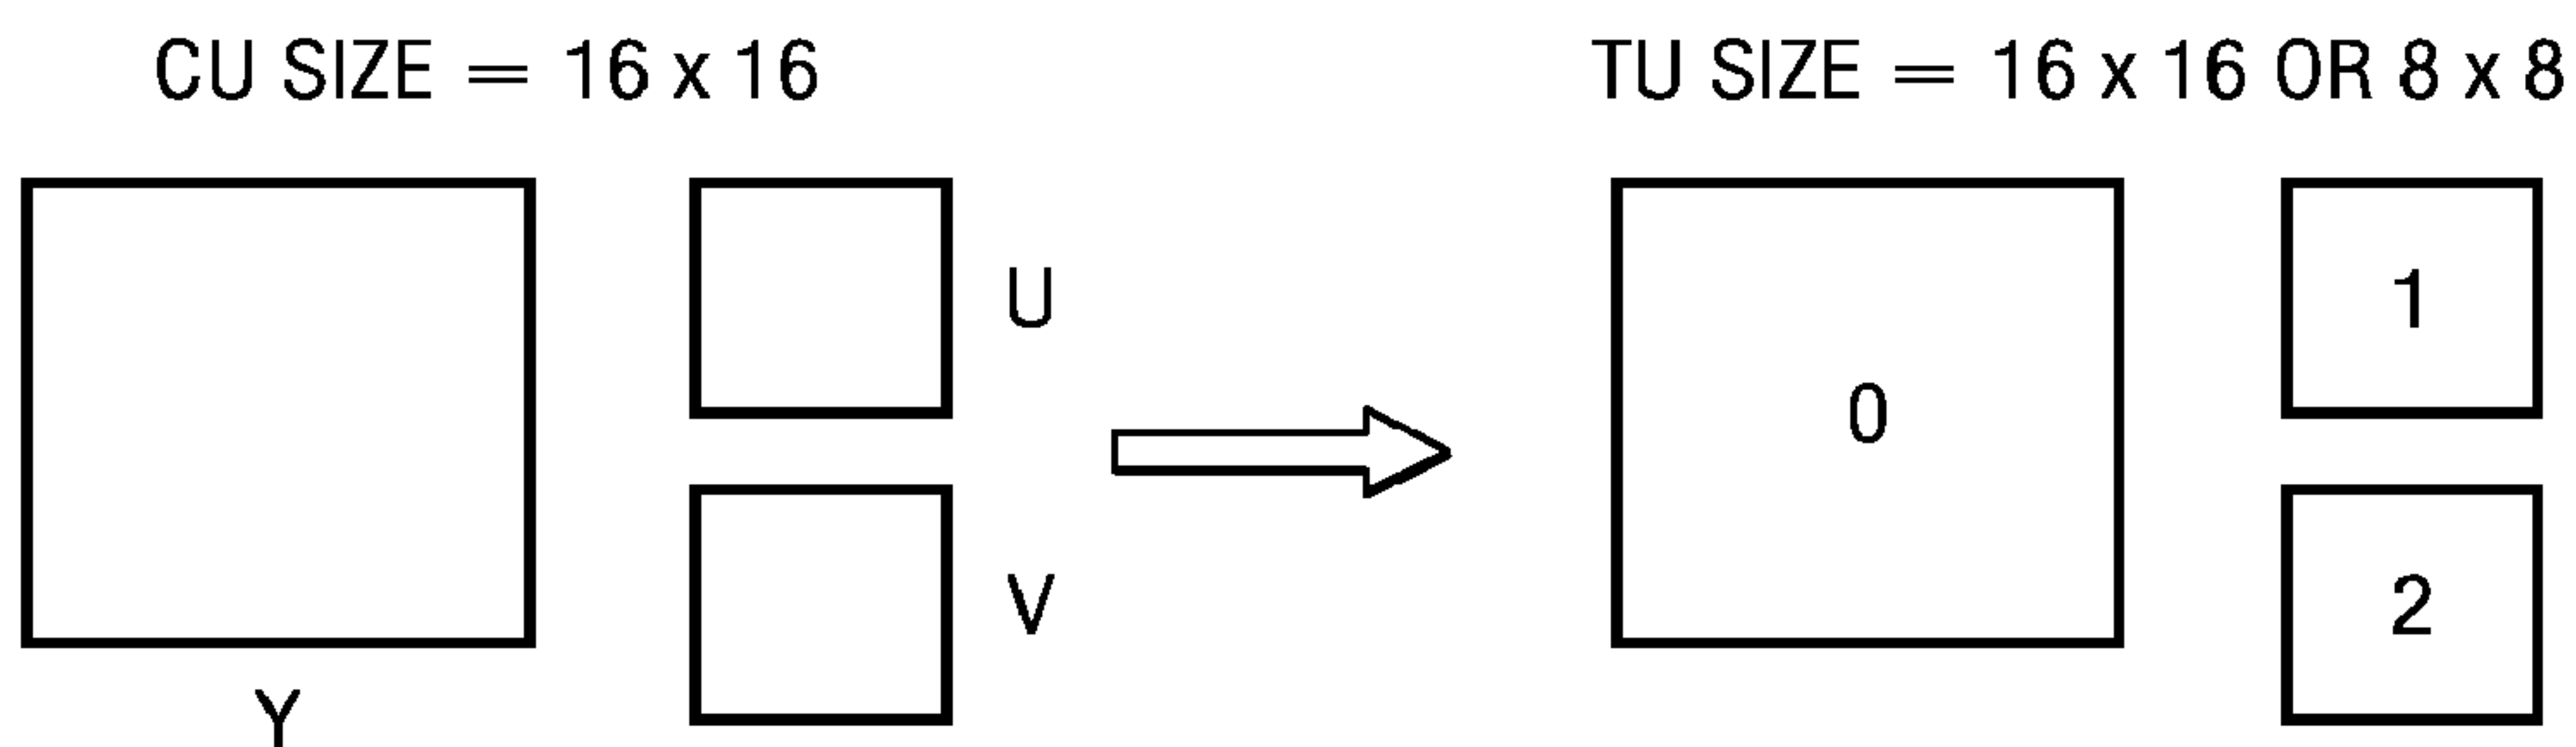 CU SIZE = 16 x 16
TU SIZE = 16 x 16 OR 8 x 8
U
V
Y
0
1
2